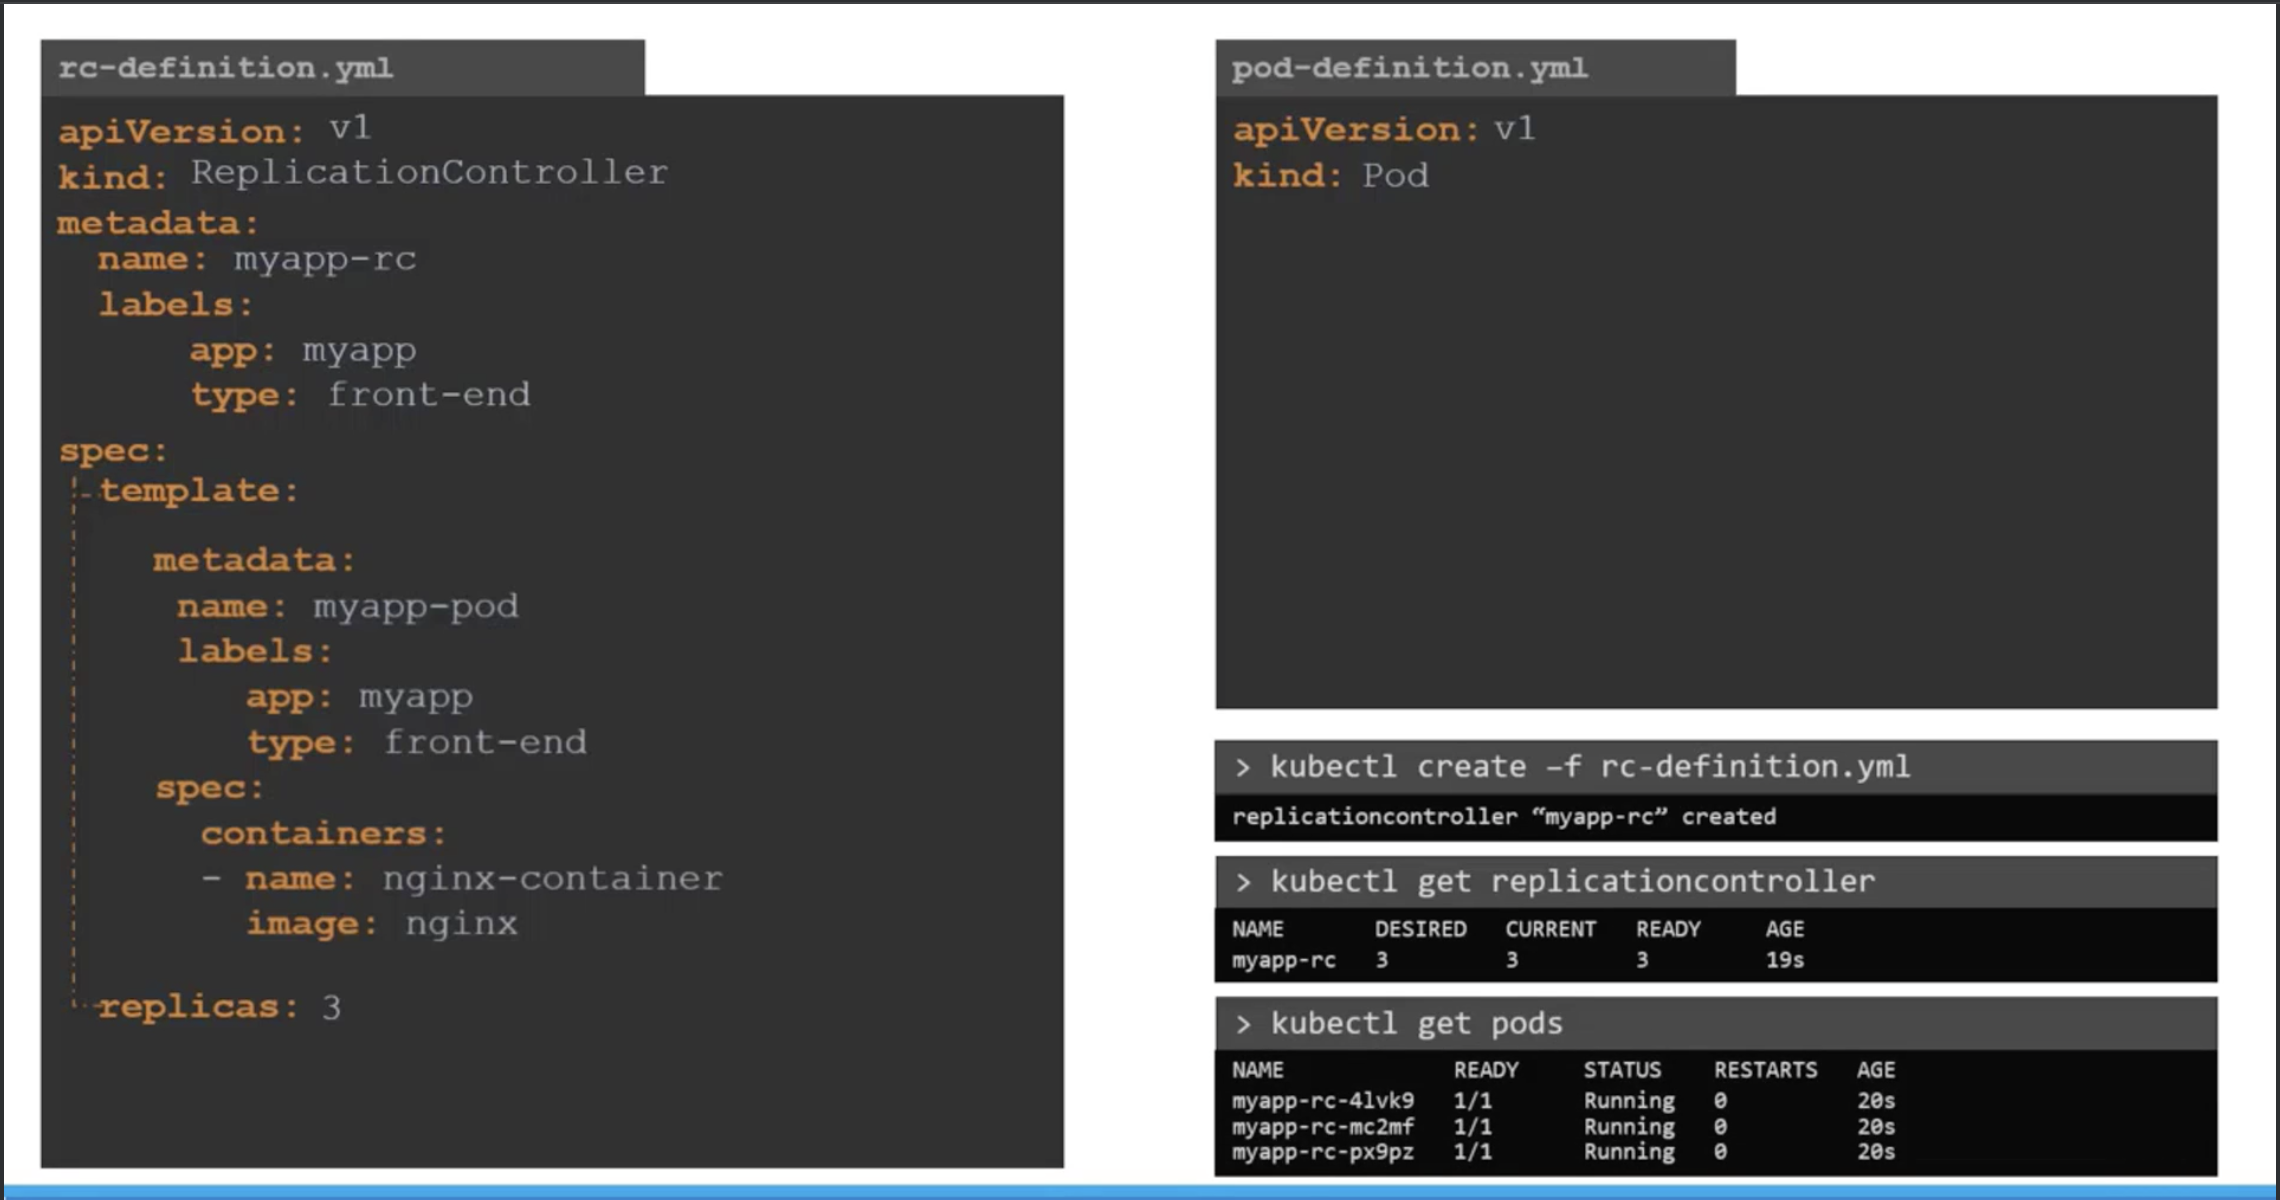 rc-definition.yml
apiVersion: v1
kind: ReplicationController
metadata:
  name: myapp-rc
  labels:
      app: myapp
      type: front-end
spec:
  template:
    metadata:
     name: myapp-pod
     labels:
        app: myapp
        type: front-end
    spec:
      containers:
      - name: nginx-container
        image: nginx
  replicas: 3
pod-definition.yml
apiVersion: v1
kind: Pod
> kubectl create –f rc-definition.yml
replicationcontroller “myapp-rc” created
> kubectl get replicationcontroller
NAME DESIRED CURRENT READY AGE
myapp-rc 3 3 3 19s
> kubectl get pods
NAME READY STATUS RESTARTS AGE
myapp-rc-4lvk9 1/1 Running 0 20s
myapp-rc-mc2mf 1/1 Running 0 20s
myapp-rc-px9pz 1/1 Running 0 20s